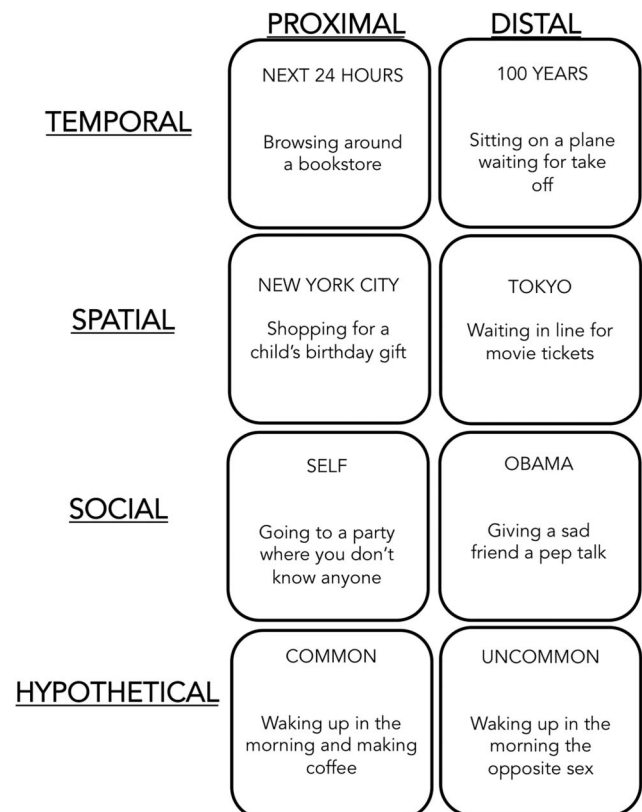 PROXIMAL
DISTAL
TEMPORAL
NEXT 24 HOURS
Browsing around
a bookstore
100 YEARS
Sitting on a plane
waiting for take
off
SPATIAL
NEW YORK CITY
Shopping for a
child's birthday gift
TOKYO
Waiting in line for
movie tickets
SOCIAL
SELF
Going to a party
where you don't
know anyone
OBAMA
Giving a sad
friend a pep talk
HYPOTHETICAL
COMMON
Waking up in the
morning and making
coffee
UNCOMMON
Waking up in the
morning the
opposite sex